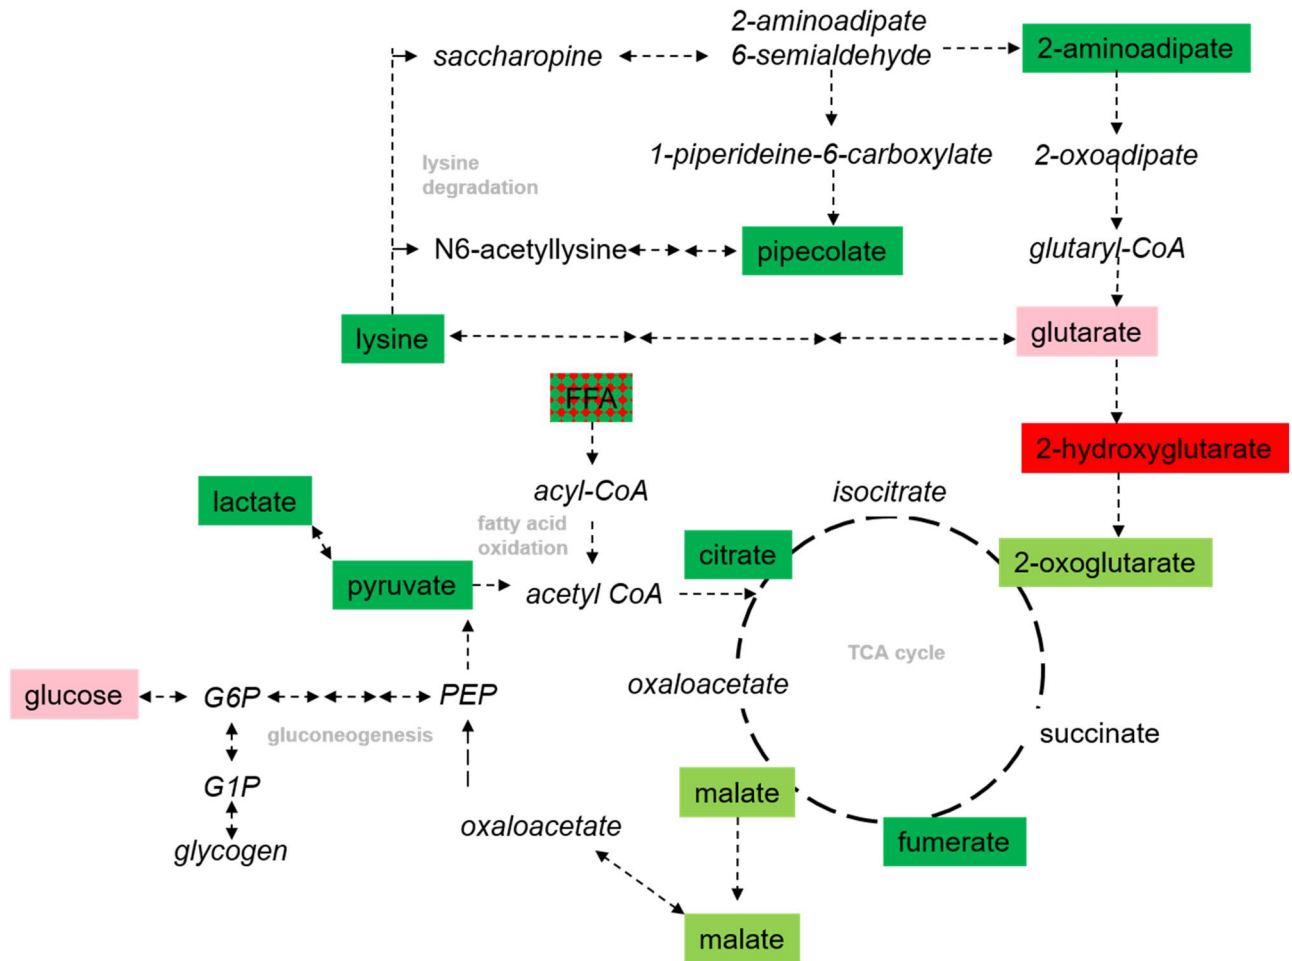 2-aminoadipate
6-semialdehyde
saccharopine
2-aminoadipate
lysine
degradation
1-piperideine-6-carboxylate
2-oxoadipate
N6-acetyllysine
pipecolate
glutaryl-CoA
lysine
glutarate
FFA
2-hydroxyglutarate
lactate
acyl-CoA
isocitrate
fatty acid
oxidation
citrate
2-oxoglutarate
pyruvate
acetyl CoA
TCA cycle
glucose
G6P
PEP
oxaloacetate
gluconeogenesis
succinate
G1P
malate
oxaloacetate
fumerate
glycogen
malate